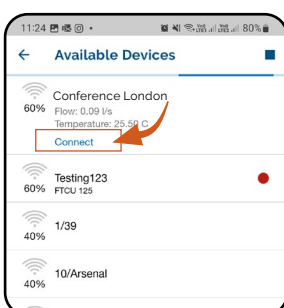 11:24 80%
Available Devices
Conference London
60% Flow: 0.09 l/s
Temperature: 25.59 C
Connect
Testing123
60% FTCU 125
1/39
40%
10/Arsenal
40%